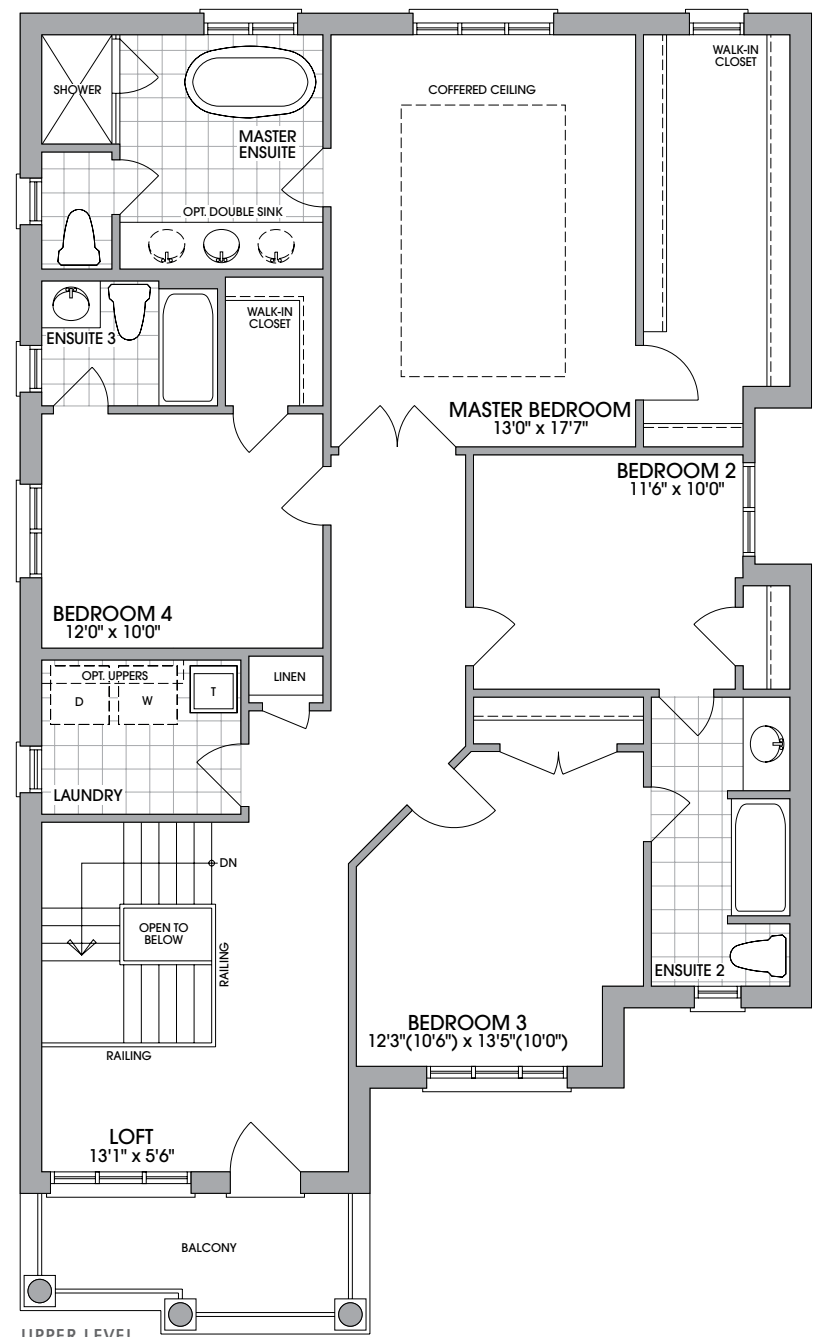 WALK-IN
CLOSET
SHOWER
COFFERED CEILING
MASTER
ENSUITE
OPT. DOUBLE SINK
WALK-IN
CLOSET
ENSUITE 3
MASTER BEDROOM
13'0" x 17'7"
BEDROOM 2
11'6" x 10'0"
BEDROOM 4
12'0" x 10'0"
OPT. UPPERS
D
W
T
LINEN
LAUNDRY
DN
OPEN TO
BELOW
RAILING
RAILING
ENSUITE 2
BEDROOM 3
12'3"(10'6") x 13'5"(10'0")
LOFT
13'1" x 5'6"
BALCONY
UPPER LEVEL